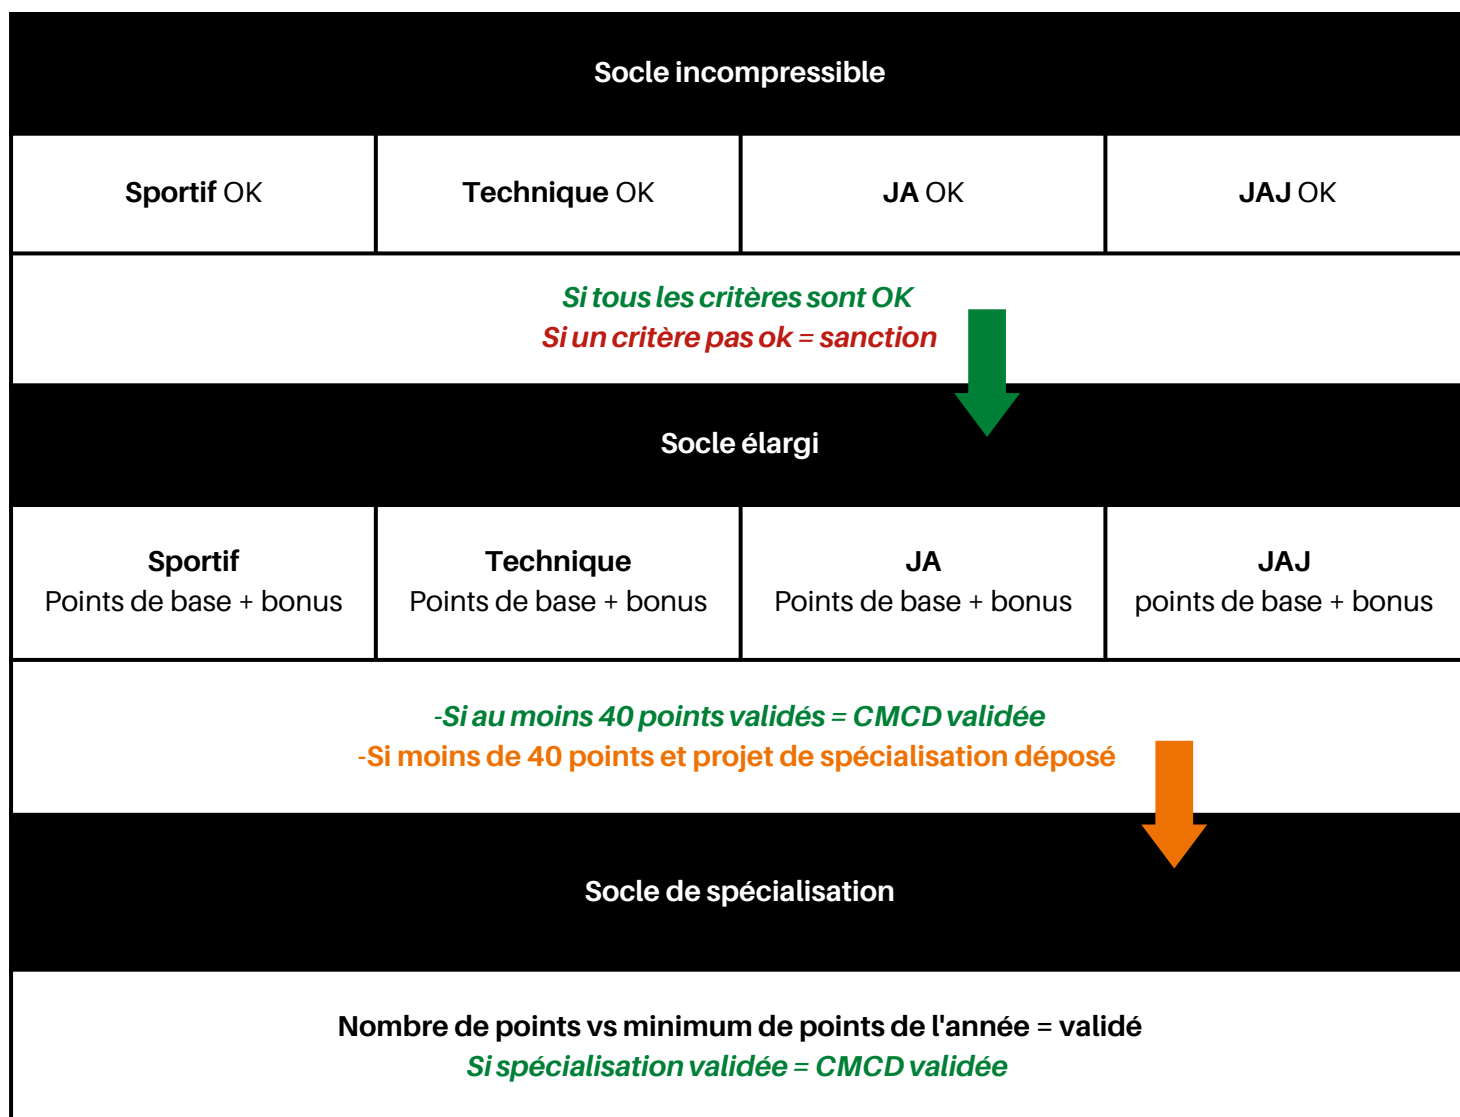 Socle incompressible
Sportif OK
Technique OK
JA OK
JAJ OK
Si tous les critères sont OK
Si un critère pas ok = sanction
Socle élargi
Sportif
Points de base + bonus
Technique
Points de base + bonus
JA
Points de base + bonus
JAJ
points de base + bonus
-Si au moins 40 points validés = CMCD validée
-Si moins de 40 points et projet de spécialisation déposé
Socle de spécialisation
Nombre de points vs minimum de points de l'année = validé
Si spécialisation validée = CMCD validée